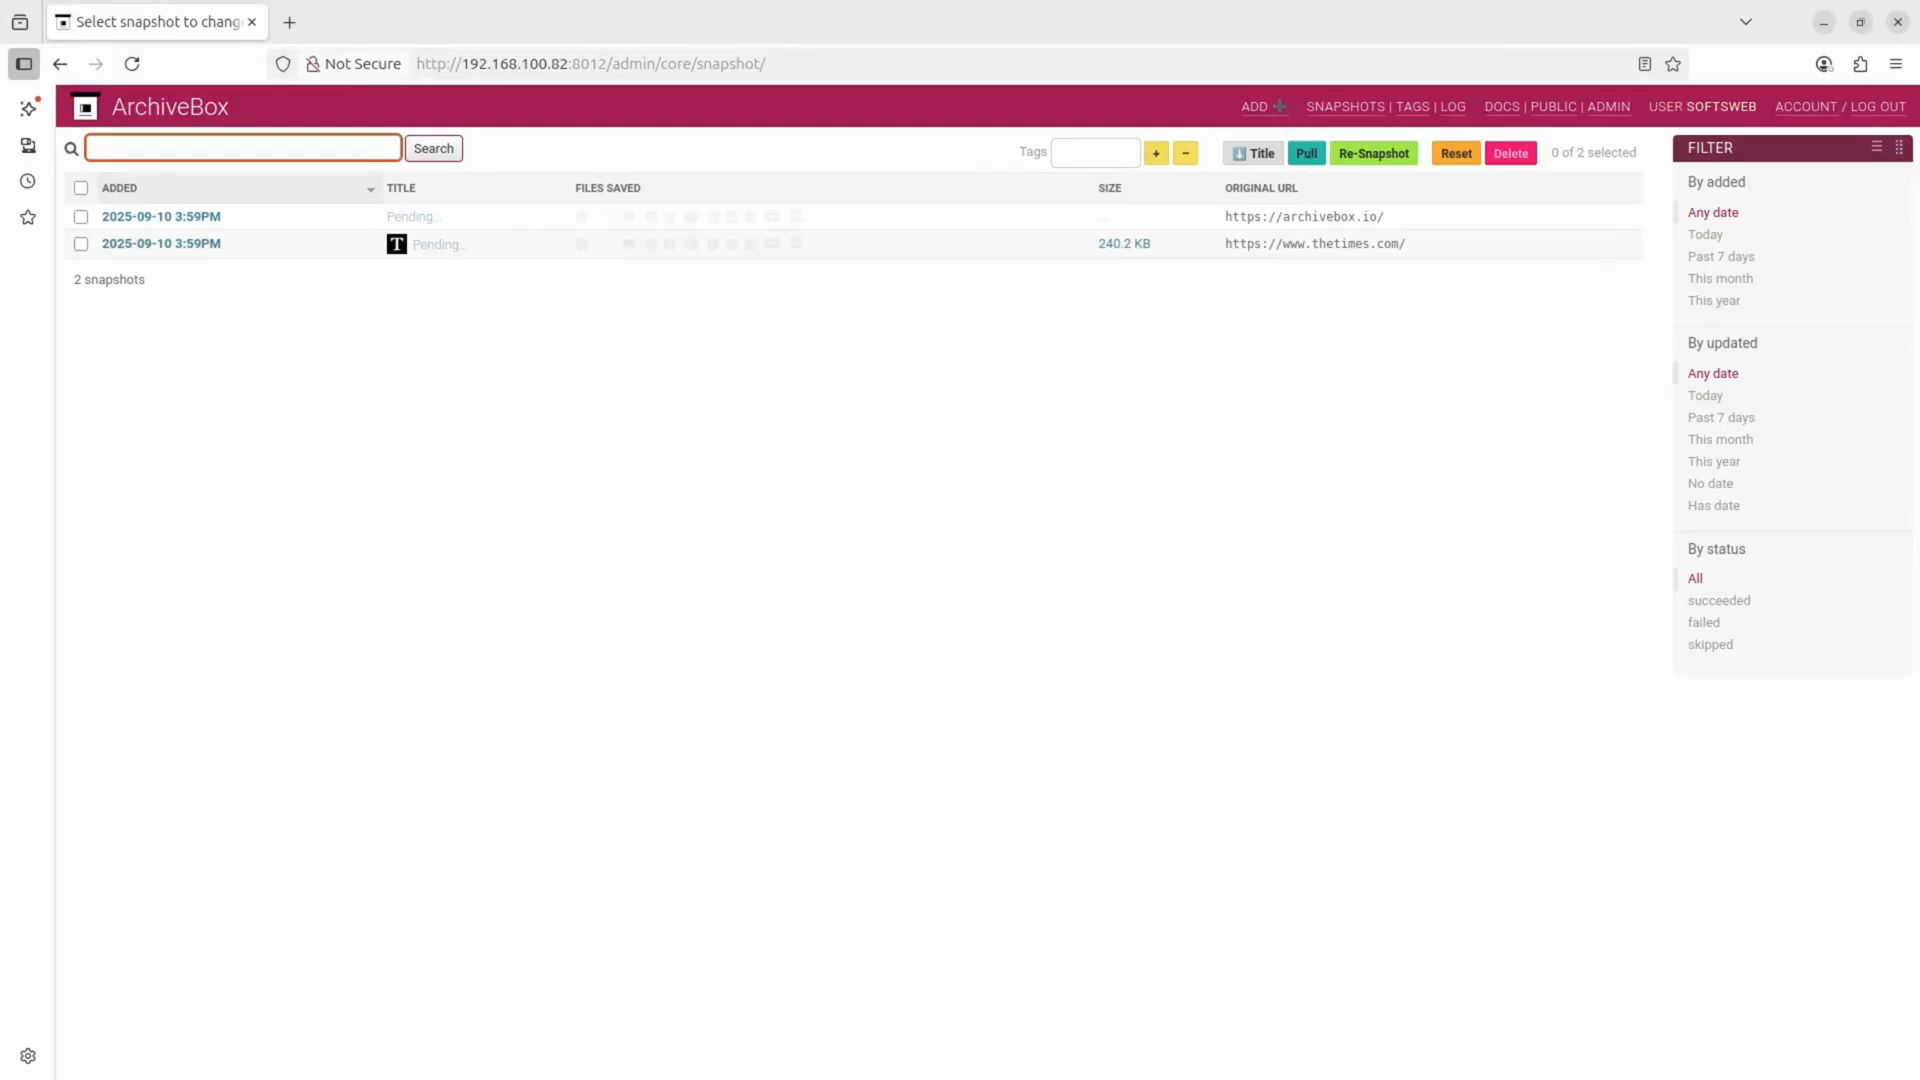 Select snapshot to chang
Not Secure
http://192.168.100.82:8012/admin/core/snapshot/
ArchiveBox
ADD ➕ SNAPSHOTS | TAGS | LOG DOCS | PUBLIC | ADMIN USER SOFTSWEB ACCOUNT / LOG OUT
Search
Tags + − ⬇️ Title Pull Re-Snapshot Reset Delete 0 of 2 selected
ADDED TITLE FILES SAVED SIZE ORIGINAL URL
2025-09-10 3:59PM Pending... ... https://archivebox.io/
2025-09-10 3:59PM T Pending... 240.2 KB https://www.thetimes.com/
2 snapshots
FILTER
By added
Any date
Today
Past 7 days
This month
This year
By updated
Any date
Today
Past 7 days
This month
This year
No date
Has date
By status
All
succeeded
failed
skipped